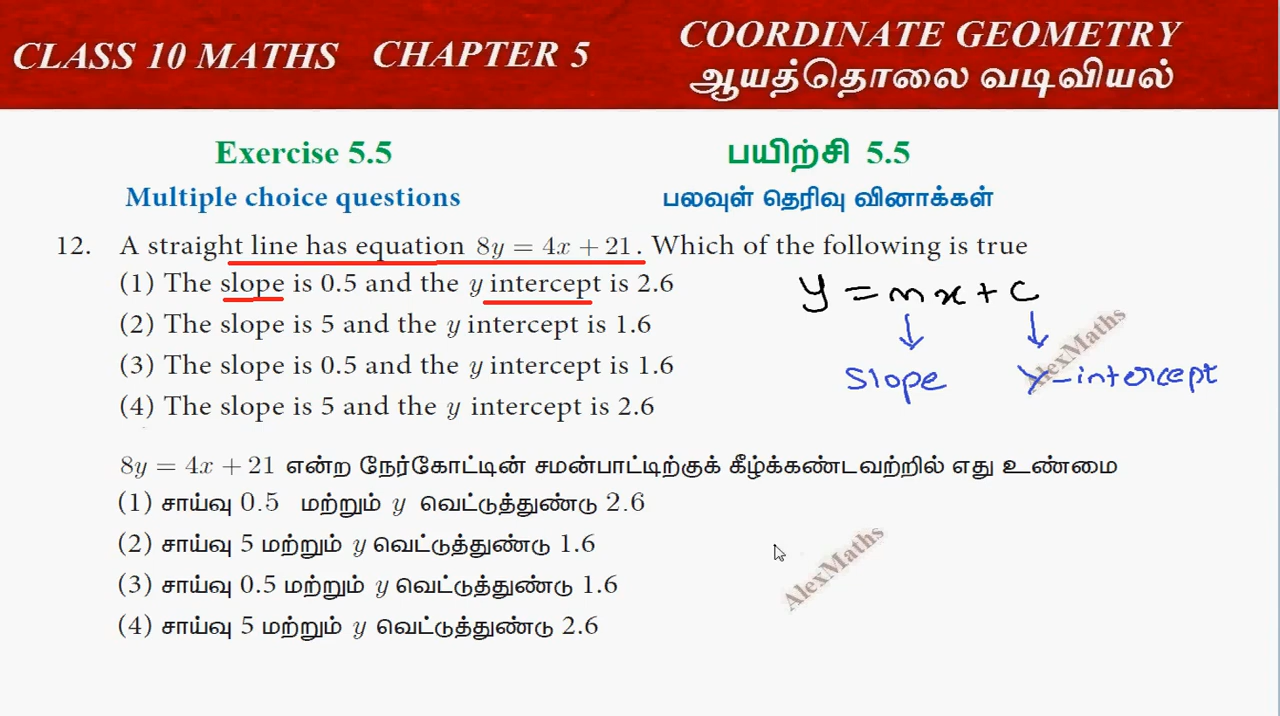 CLASS 10 MATHS CHAPTER 5
COORDINATE GEOMETRY
ஆயத்தொலை வடிவியல்
Exercise 5.5
பயிற்சி 5.5
Multiple choice questions
பலவுள் தெரிவு வினாக்கள்
12. A straight line has equation 8y = 4x + 21. Which of the following is true
(1) The slope is 0.5 and the y intercept is 2.6
(2) The slope is 5 and the y intercept is 1.6
(3) The slope is 0.5 and the y intercept is 1.6
(4) The slope is 5 and the y intercept is 2.6
y = mx + c
Slope
Y-intercept
AlexMaths
8y = 4x + 21 என்ற நேர்கோட்டின் சமன்பாட்டிற்குக் கீழ்க்கண்டவற்றில் எது உண்மை
(1) சாய்வு 0.5 மற்றும் y வெட்டுத்துண்டு 2.6
(2) சாய்வு 5 மற்றும் y வெட்டுத்துண்டு 1.6
(3) சாய்வு 0.5 மற்றும் y வெட்டுத்துண்டு 1.6
(4) சாய்வு 5 மற்றும் y வெட்டுத்துண்டு 2.6
AlexMaths